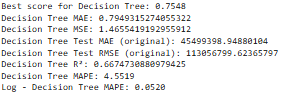 Best score for Decision Tree: 0.7548
Decision Tree MAE: 0.7949315274055322
Decision Tree MSE: 1.4655419192955912
Decision Tree Test MAE (original): 45499398.94880104
Decision Tree Test RMSE (original): 113056799.62365797
Decision Tree R²: 0.6674730880979425
Decision Tree MAPE: 4.5519
Log - Decision Tree MAPE: 0.0520